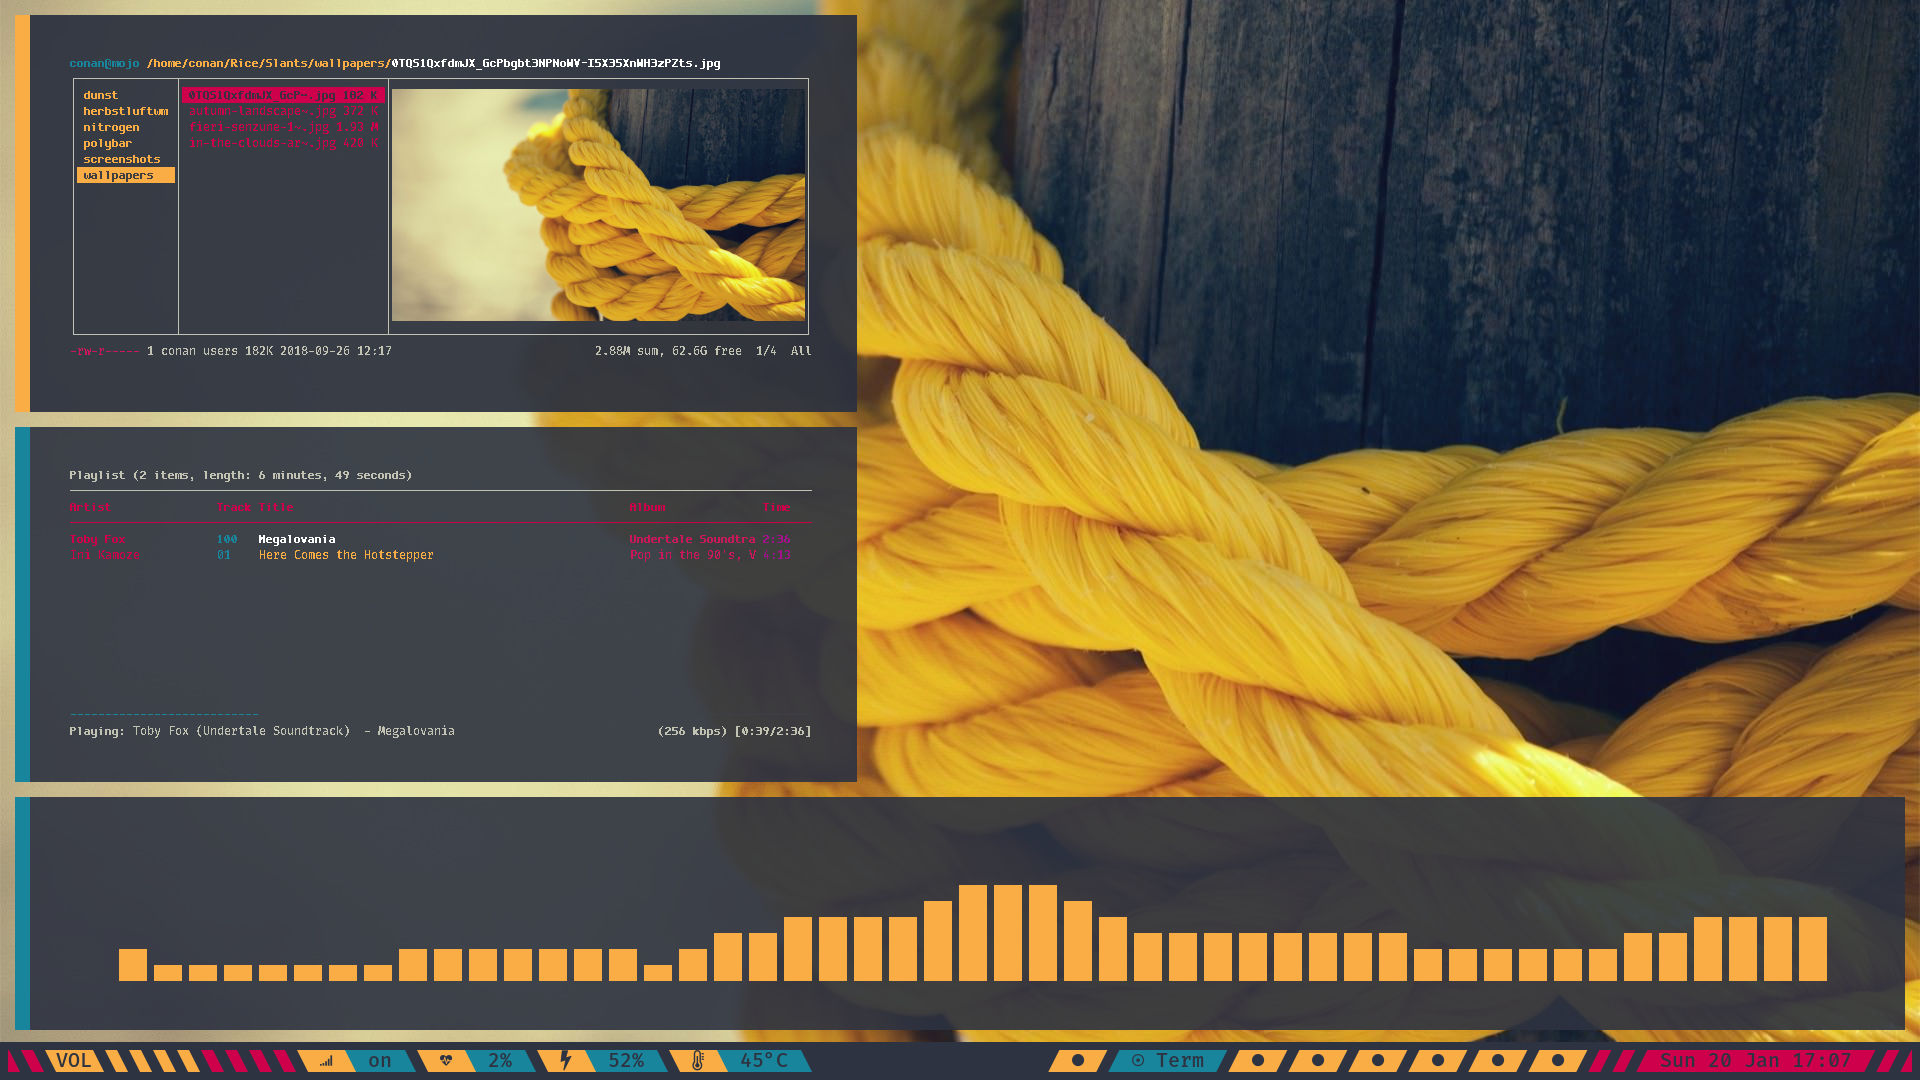 conan@mojo /home/conan/Rice/Slants/wallpapers/0TQS1QxfdmJX_GcPbgbt3NPNoWV-I5X35XnWH3zPZts.jpg
dunst 0TQS1QxfdmJX_GcP~.jpg 182 K
herbstluftwm autumn-landscape~.jpg 372 K
nitrogen fieri-senzune-i~.jpg 1.93 M
polybar in-the-clouds-ar~.jpg 420 K
screenshots
wallpapers
-rw-r----- 1 conan users 182K 2018-09-26 12:17 2.88M sum, 62.6G free 1/4 All
Playlist (2 items, length: 6 minutes, 49 seconds)
Artist Track Title Album Time
Toby Fox 100 Megalovania Undertale Soundtra 2:36
Ini Kamoze 01 Here Comes the Hotstepper Pop in the 90's, V 4:13
Playing: Toby Fox (Undertale Soundtrack) - Megalovania (256 kbps) [0:39/2:36]
VOL on 2% 52% 45°C Term Sun 20 Jan 17:07